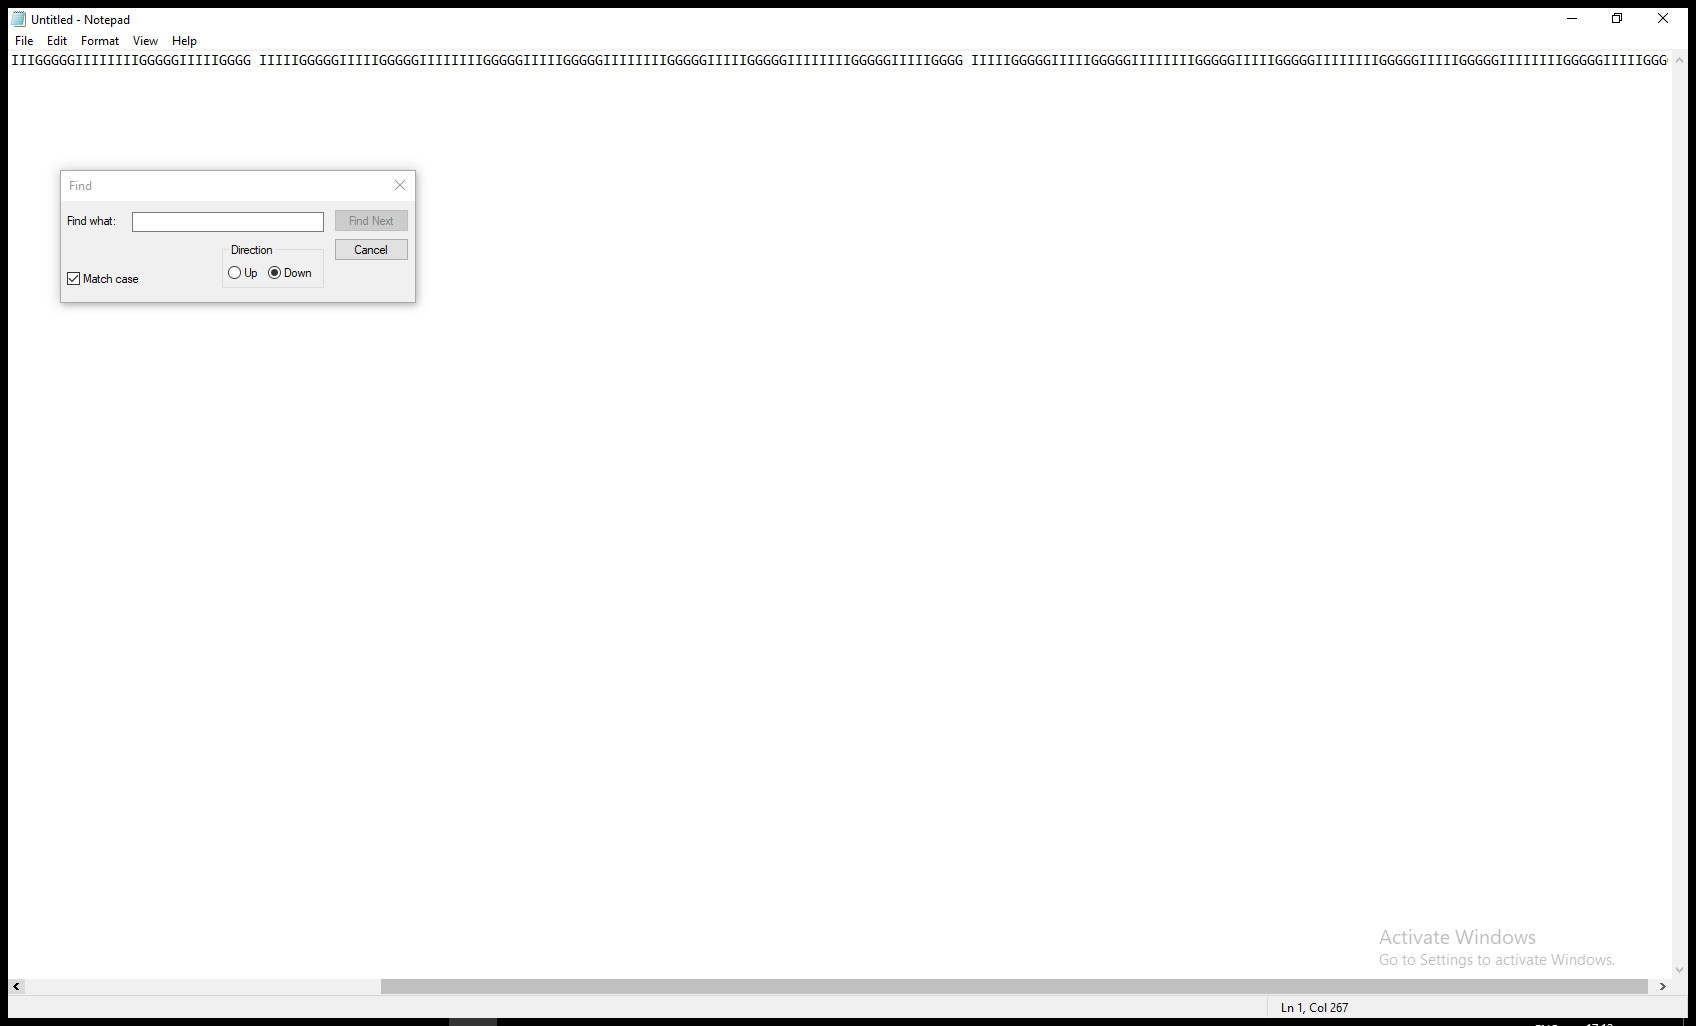 Untitled - Notepad
File Edit Format View Help
IIIGGGGGIIIIIIIIGGGGGIIIIIGGGG IIIIIGGGGGIIIIIGGGGGIIIIIIIIGGGGGIIIIIGGGGGIIIIIIIIGGGGGIIIIIGGGGGIIIIIIIIGGGGGIIIIIGGGG IIIIIGGGGGIIIIIGGGGGIIIIIIIIGGGGGIIIIIGGGGGIIIIIIIIGGGGGIIIIIGGGGGIIIIIIIIGGGGGIIIIIGGG
Find
Find what: Find Next
Direction Cancel
Up Down
Match case
Activate Windows
Go to Settings to activate Windows.
Ln 1, Col 267